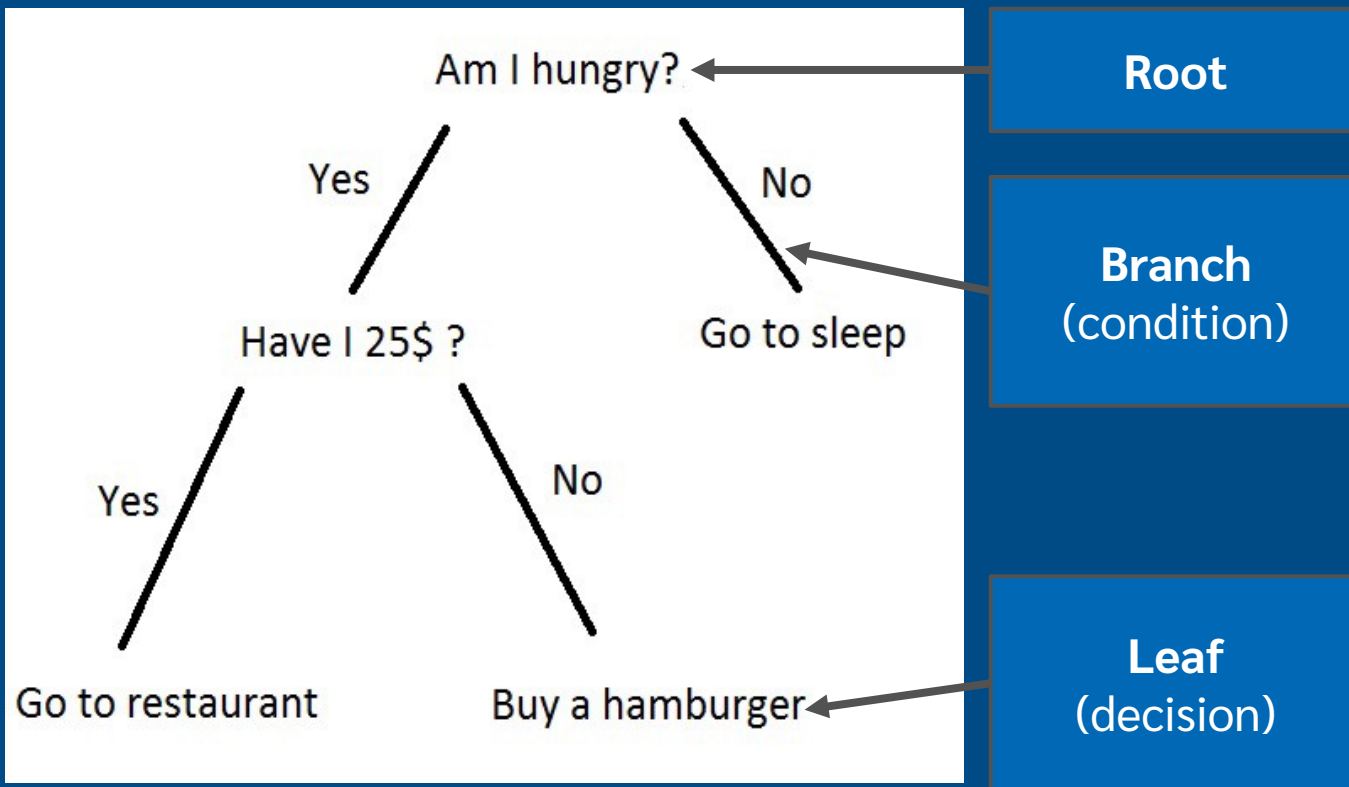 Am I hungry?
Root
Yes
No
Branch
(condition)
Have I 25$ ?
Go to sleep
Yes
No
Leaf
(decision)
Go to restaurant
Buy a hamburger